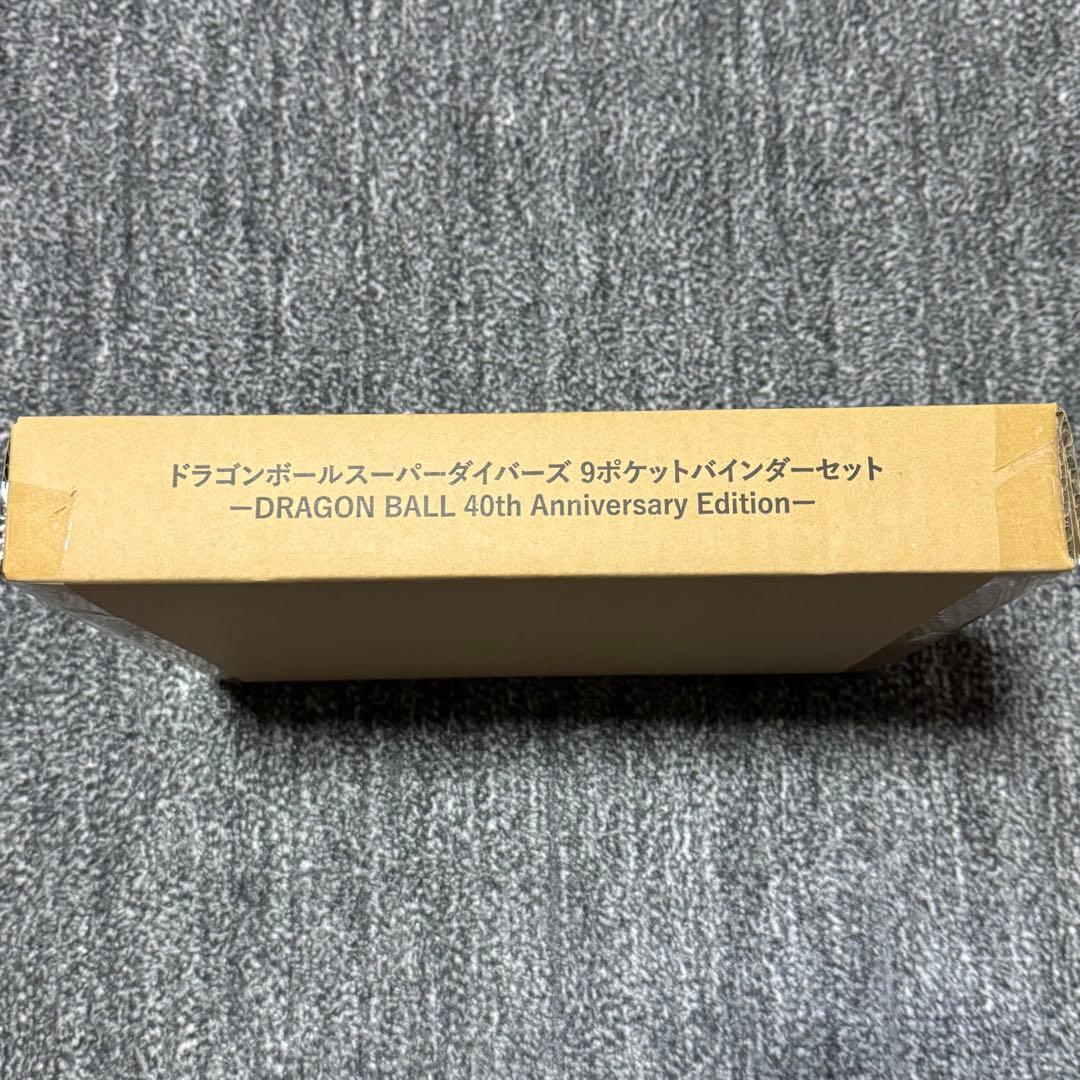 ドラゴンボールスーパーダイバーズ 9ポケットバインダーセット
ーDRAGON BALL 40th Anniversary Editionー